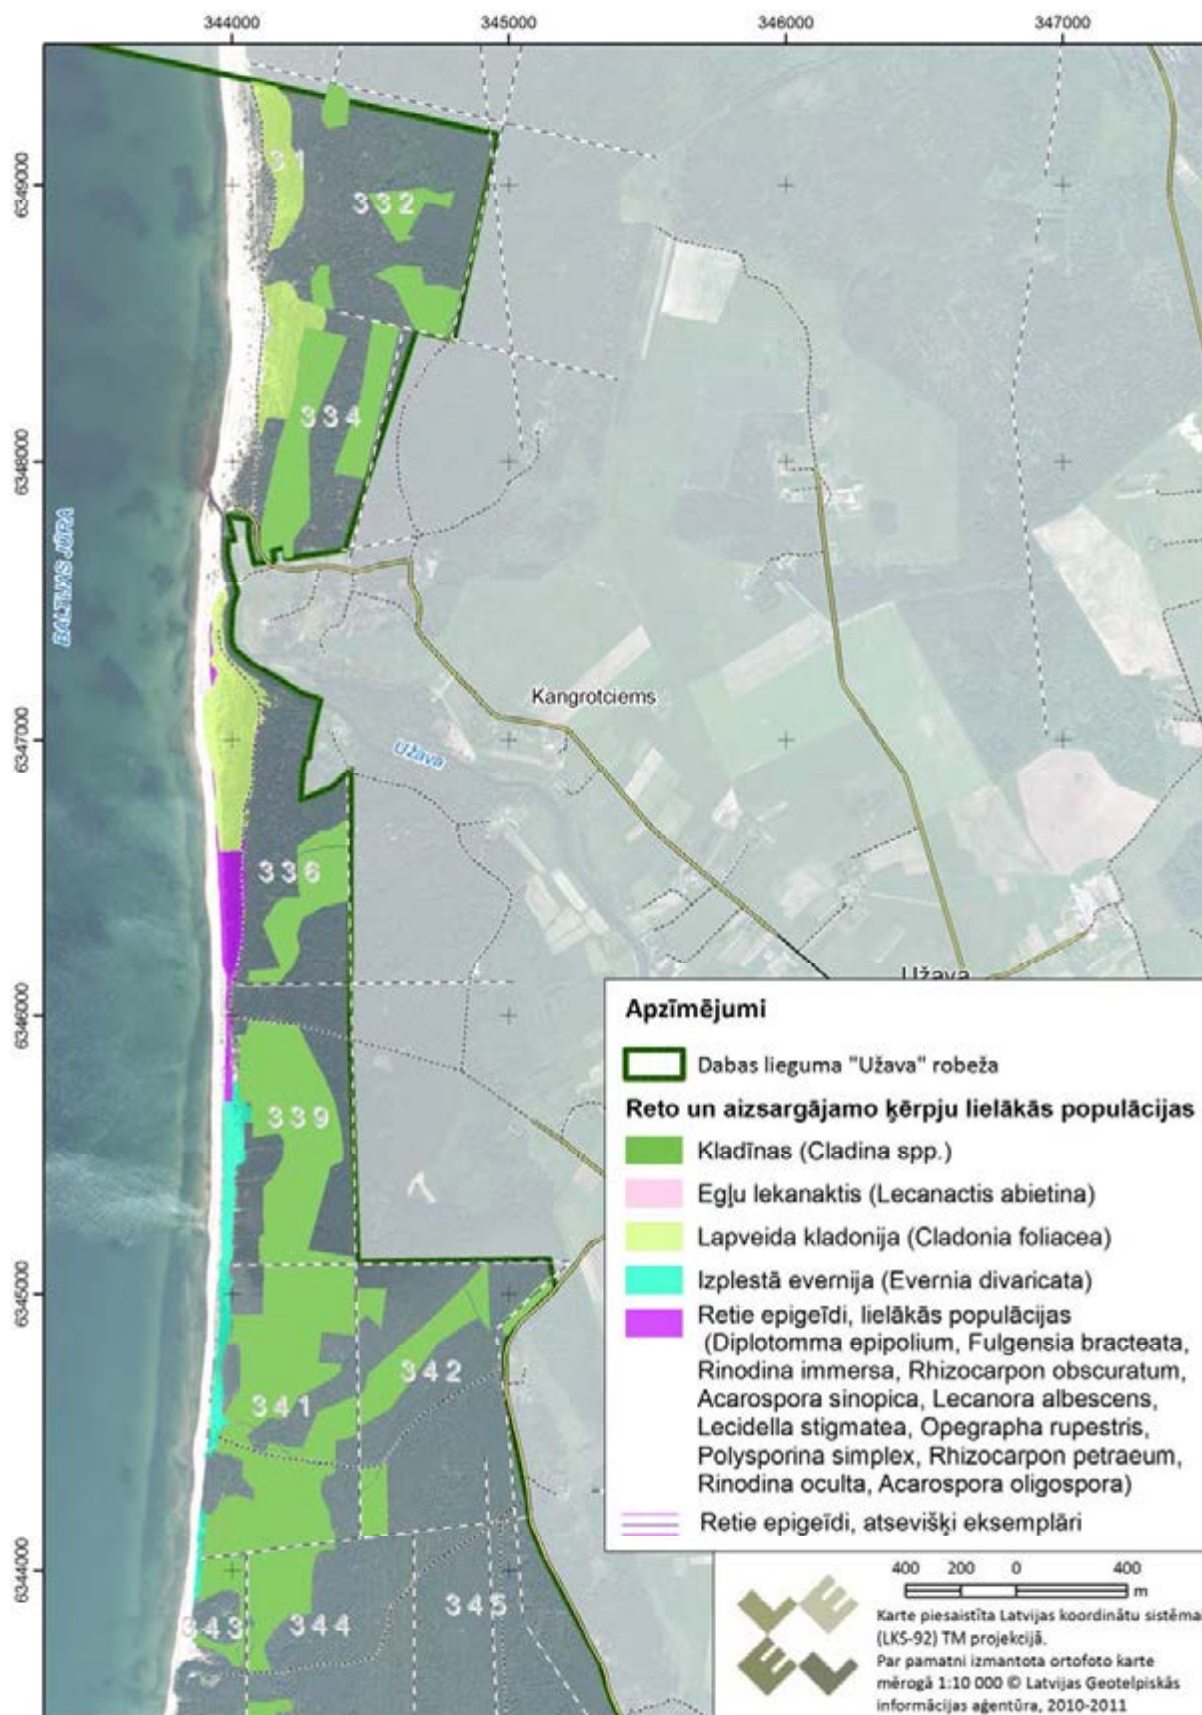 344000
345000
346000
347000
6349000
6348000
6347000
6346000
6345000
6344000
31
332
334
BALTIJAS JŪRA
Kangrotciems
Užava
336
Užava
339
342
341
343
344
345
Apzīmējumi
Dabas lieguma "Užava" robeža
Reto un aizsargājamo ķērpju lielākās populācijas
Kladīnas (Cladina spp.)
Egļu lekanaktis (Lecanactis abietina)
Lapveida kladonija (Cladonia foliacea)
Izplestā evernija (Evernia divaricata)
Retie epigeīdi, lielākās populācijas
(Diplotomma epipolium, Fulgensia bracteata,
Rinodina immersa, Rhizocarpon obscuratum,
Acarospora sinopica, Lecanora albescens,
Lecidella stigmatea, Opegrapha rupestris,
Polysporina simplex, Rhizocarpon petraeum,
Rinodina oculta, Acarospora oligospora)
Retie epigeīdi, atsevišķi eksemplāri
400 200 0 400
m
Karte piesaistīta Latvijas koordinātu sistēma
(LKS-92) TM projekcijā.
Par pamatni izmantota ortofoto karte
mērogā 1:10 000 © Latvijas Ģeotelpiskās
informācijas aģentūra, 2010-2011